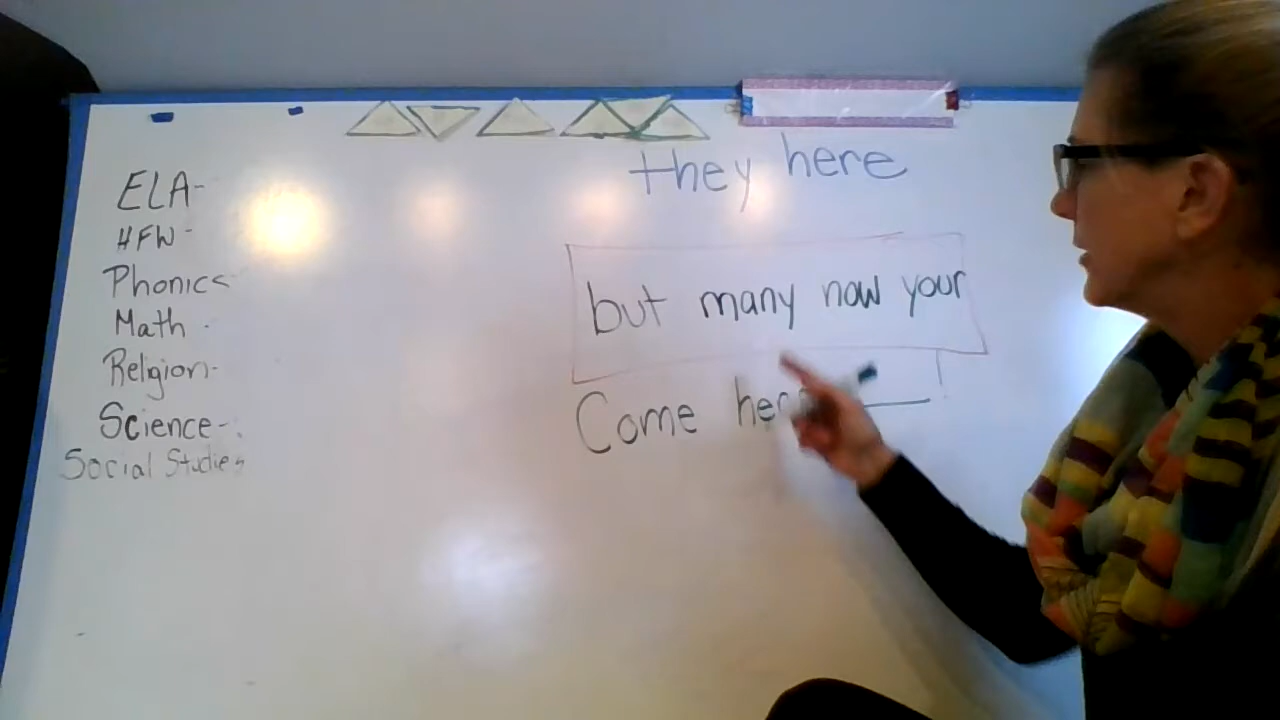 they here
ELA-
HFW-
Phonics
Math -
Religion-
Science-
Social Studies
but many now your
Come here